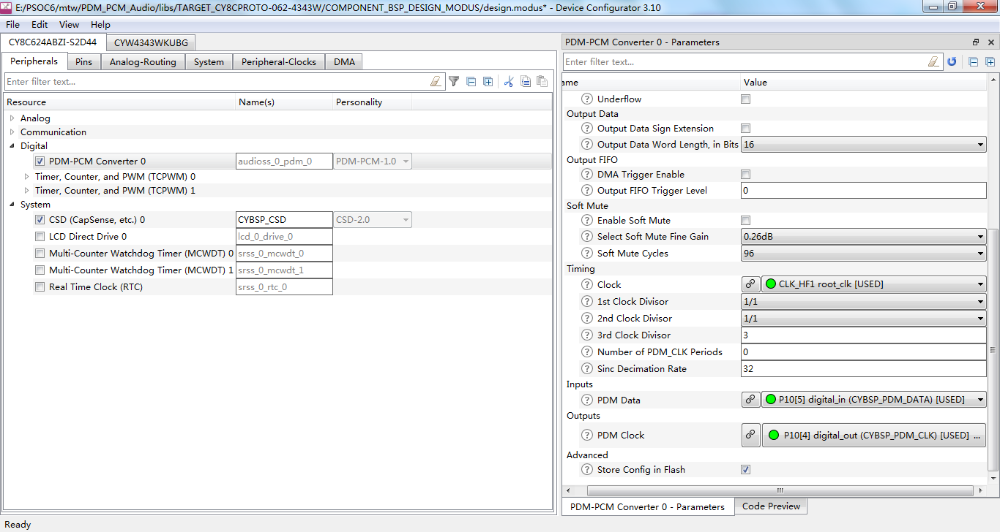 E:/PSOC6/mtw/PDM_PCM_Audio/libs/TARGET_CY8CPROTO-062-4343W/COMPONENT_BSP_DESIGN_MODUS/design.modus* - Device Configurator 3.10
File Edit View Help
CY8C624ABZI-S2D44 CYW4343WKUBG
Peripherals Pins Analog-Routing System Peripheral-Clocks DMA
Enter filter text...
Resource Name(s) Personality
Analog
Communication
Digital
PDM-PCM Converter 0 audioss_0_pdm_0 PDM-PCM-1.0
Timer, Counter, and PWM (TCPWM) 0
Timer, Counter, and PWM (TCPWM) 1
System
CSD (CapSense, etc.) 0 CYBSP_CSD CSD-2.0
LCD Direct Drive 0 lcd_0_drive_0
Multi-Counter Watchdog Timer (MCWDT) 0 srss_0_mcwdt_0
Multi-Counter Watchdog Timer (MCWDT) 1 srss_0_mcwdt_1
Real Time Clock (RTC) srss_0_rtc_0
PDM-PCM Converter 0 - Parameters
Enter filter text...
ame Value
Underflow
Output Data
Output Data Sign Extension
Output Data Word Length, in Bits 16
Output FIFO
DMA Trigger Enable
Output FIFO Trigger Level 0
Soft Mute
Enable Soft Mute
Select Soft Mute Fine Gain 0.26dB
Soft Mute Cycles 96
Timing
Clock CLK_HF1 root_clk [USED]
1st Clock Divisor 1/1
2nd Clock Divisor 1/1
3rd Clock Divisor 3
Number of PDM_CLK Periods 0
Sinc Decimation Rate 32
Inputs
PDM Data P10[5] digital_in (CYBSP_PDM_DATA) [USED]
Outputs
PDM Clock P10[4] digital_out (CYBSP_PDM_CLK) [USED] ...
Advanced
Store Config in Flash
PDM-PCM Converter 0 - Parameters Code Preview
Ready